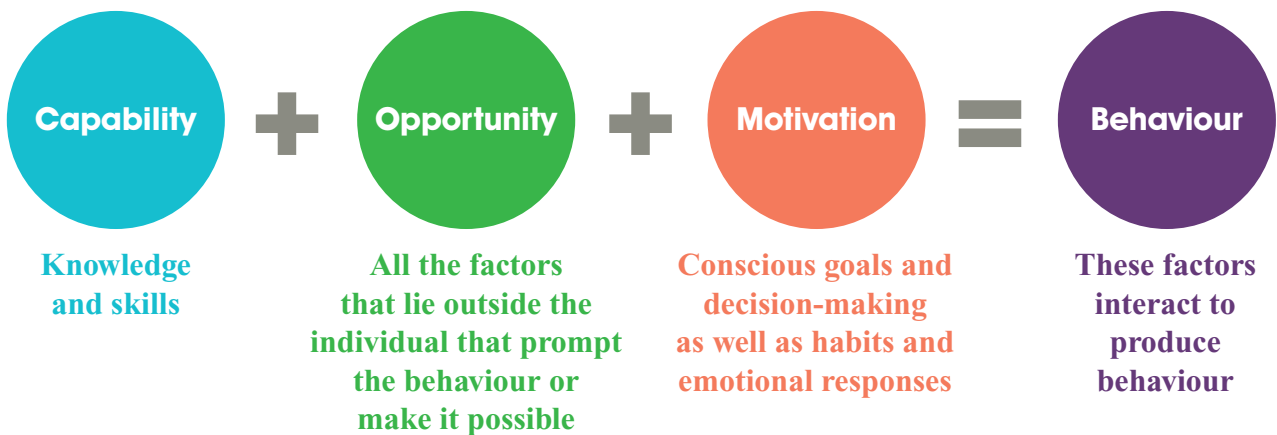 Capability
Opportunity
Motivation
Behaviour
Knowledge
and skills
All the factors
that lie outside the
individual that prompt
the behaviour or
make it possible
Conscious goals and
decision-making
as well as habits and
emotional responses
These factors
interact to
produce
behaviour